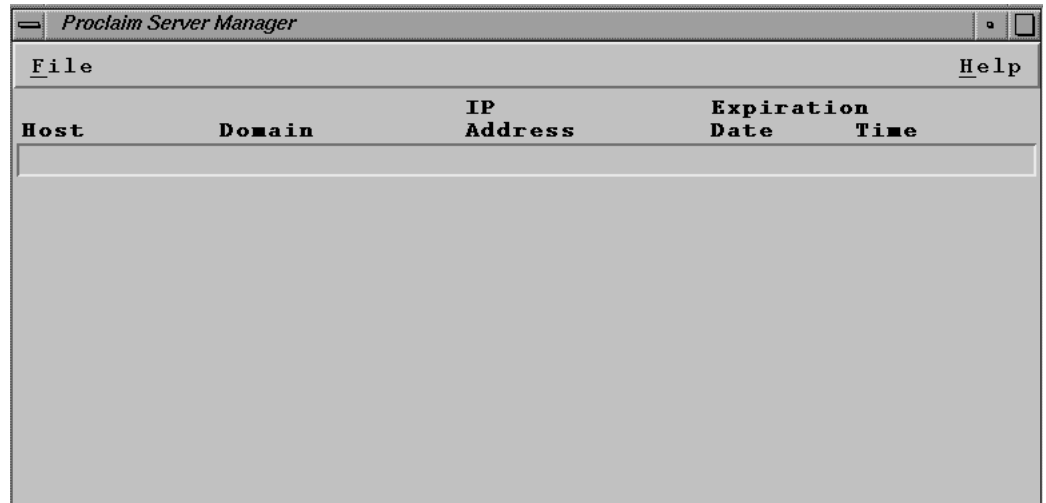 Proclaim Server Manager
File Help
IP Expiration
Host Domain Address Date Time